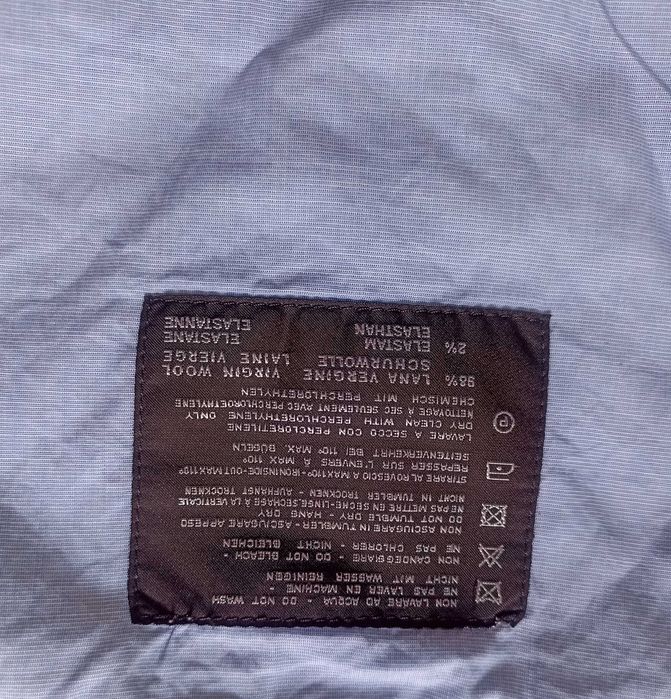 NON LAVARE AD ACQUA - DO NOT WASH
- NE PAS LAVER EN MACHINE -
NICHT MIT WASSER REINIGEN
NON CANDEGGIARE - DO NOT BLEACH -
NE PAS CHLORER - NICHT BLEICHEN
NON ASCIUGARE IN TUMBLER-ASCIUGARE APPESO
DO NOT TUMBLE DRY - HANG DRY
NE PAS METTRE EN SECHE-LINGE,SECHAGE À LA VERTICALE
NICHT IN TUMBLER TROCKNEN - AUFHÄNGT TROCKNEN
STIRARE AL ROVESCIO A MAX 110°-IRON INSIDE-OUT AU MAX 110°
REPASSER SUR L'ENVERS À MAX 110°
SEITENVERKEHRT BEI 110° MAX. BÜGELN
LAVARE A SECCO CON PERCLORETILENE
DRY CLEAN WITH PERCHLORETHYLENE ONLY
NETTOYAGE A SEC SEULEMENT AVEC PERCHLOROETHYLENE
CHEMISCH MIT PERCHLORETHYLEN
98% LANA VERGINE VIRGIN WOOL
SCHURWOLLE LAINE VIERGE
2% ELASTAM ELASTANE
ELASTHAN ELASTANNE